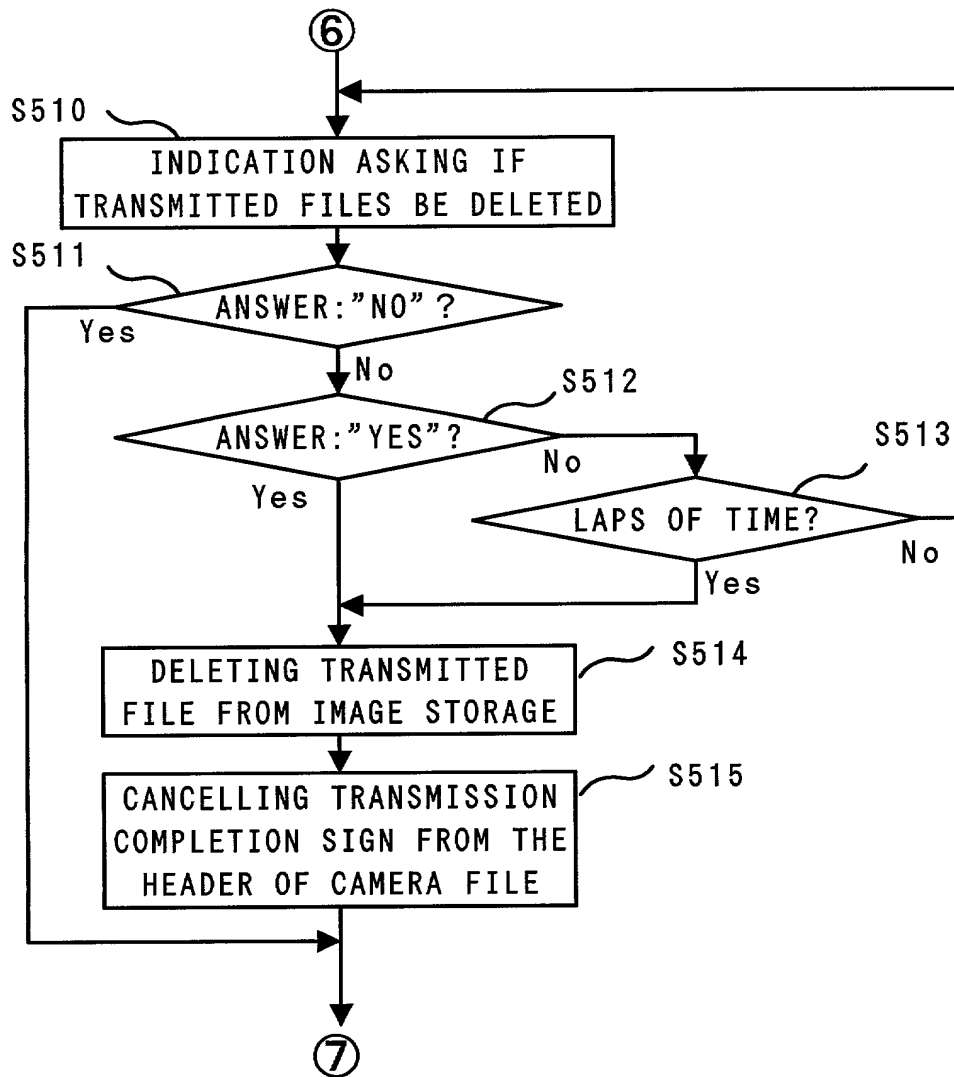 ⑥
S510
INDICATION ASKING IF
TRANSMITTED FILES BE DELETED
S511
ANSWER:”NO”?
Yes
No
S512
ANSWER:”YES”?
No
Yes
S513
LAPS OF TIME?
No
Yes
DELETING TRANSMITTED
FILE FROM IMAGE STORAGE
S514
CANCELLING TRANSMISSION
COMPLETION SIGN FROM THE
HEADER OF CAMERA FILE
S515
⑦